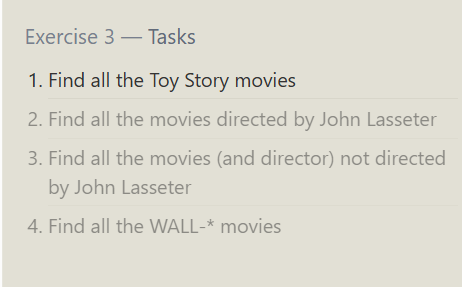 Exercise 3 — Tasks
1. Find all the Toy Story movies
2. Find all the movies directed by John Lasseter
3. Find all the movies (and director) not directed
by John Lasseter
4. Find all the WALL-* movies